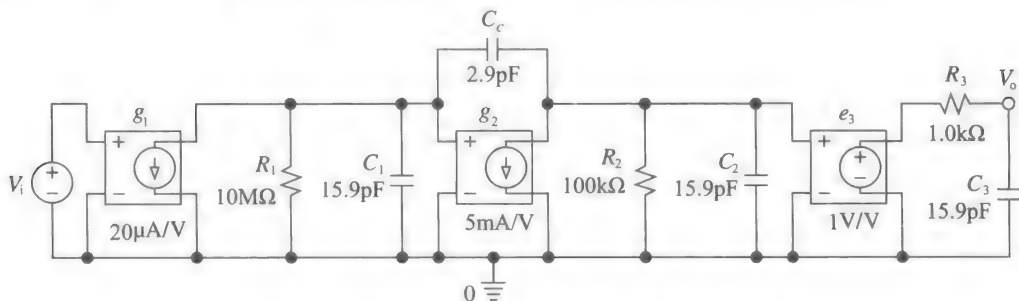 C_c
2.9pF
g_1
g_2
e_3
R_3
V_o
1.0kΩ
V_i
+
−
+
−
+
−
+
−
+
−
R_1
10MΩ
C_1
15.9pF
R_2
100kΩ
C_2
15.9pF
C_3
15.9pF
20μA/V
5mA/V
1V/V
0